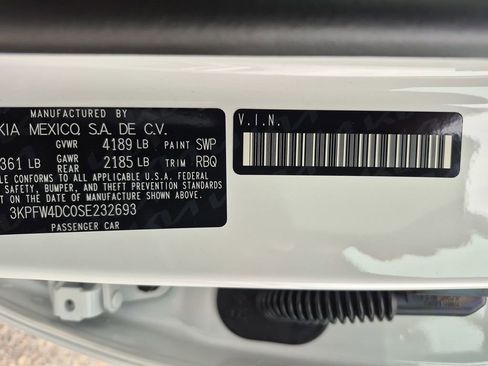 MANUFACTURED BY
KIA MEXICO, S.A. DE C.V.
GVWR 4189 LB PAINT SWP
361 LB GAWR REAR 2185 LB TRIM RBQ
LE CONFORMS TO ALL APPLICABLE U.S.A. FEDERAL
SAFETY, BUMPER, AND THEFT PREVENTION STANDARDS
ECT ON THE DATE OF MANUFACTURE SHOWN ABOVE.
3KPFW4DC0SE232693
PASSENGER CAR
V.I.N.